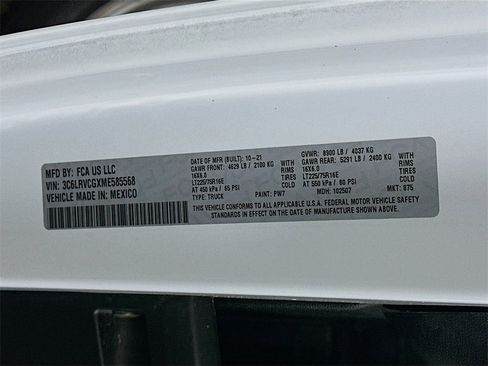 MFD BY: FCA US LLC
VIN: 3C6LRVCGXME585568
VEHICLE MADE IN: MEXICO
DATE OF MFR (BUILT): 10-21
GAWR FRONT: 4629 LB / 2100 KG
16X6.0 WITH
LT225/75R16E TIRES
AT 450 kPa / 65 PSI COLD
TYPE: TRUCK PAINT: PW7
GVWR: 8900 LB / 4037 KG
GAWR REAR: 5291 LB / 2400 KG
16X6.0 WITH
LT225/75R16E TIRES
AT 550 kPa / 80 PSI COLD
MDH: 102507 MKT: 875
THIS VEHICLE CONFORMS TO ALL APPLICABLE U.S.A. FEDERAL MOTOR VEHICLE SAFETY
STANDARDS IN EFFECT ON THE DATE OF MANUFACTURE SHOWN ABOVE.